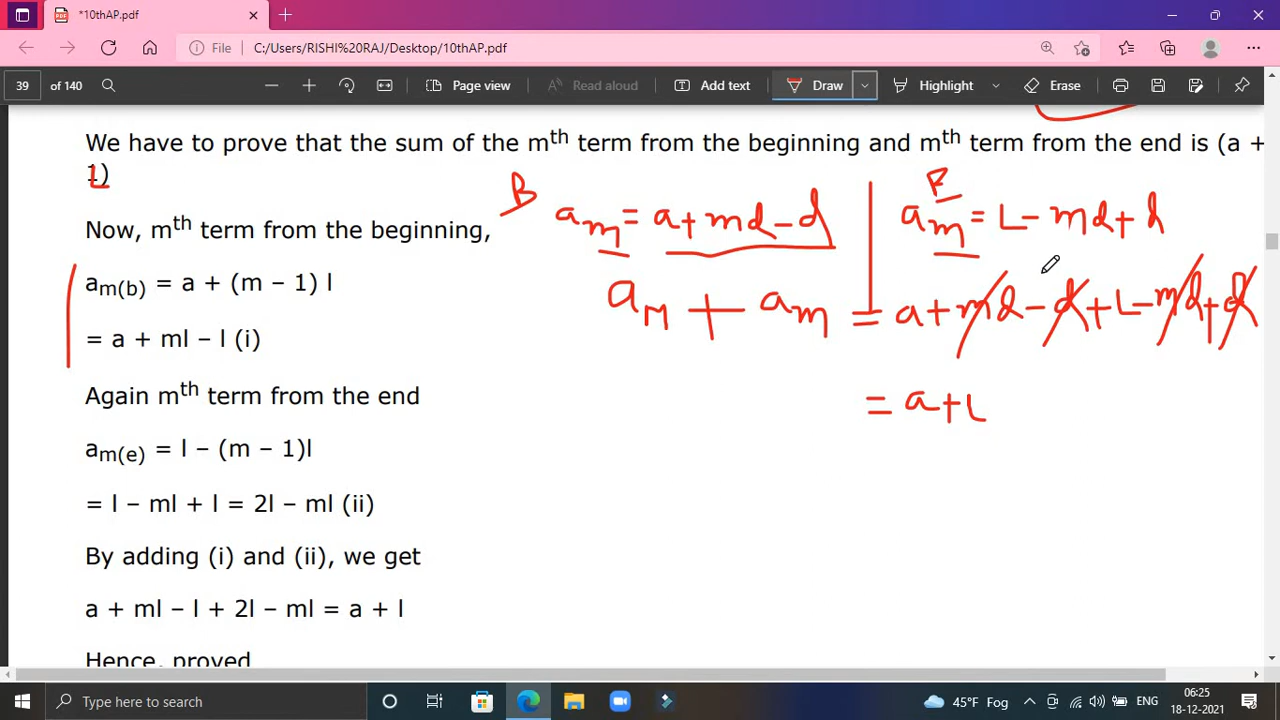 *10thAP.pdf
File C:/Users/RISHI%20RAJ/Desktop/10thAP.pdf
39 of 140 Page view Read aloud Add text Draw Highlight Erase
We have to prove that the sum of the mth term from the beginning and mth term from the end is (a +
L)
Now, mth term from the beginning,
am(b) = a + (m – 1) l
= a + ml – l (i)
Again mth term from the end
am(e) = l – (m – 1)l
= l – ml + l = 2l – ml (ii)
By adding (i) and (ii), we get
a + ml – l + 2l – ml = a + l
Hence, proved
B
am = a + md - d
am = L - md + d
am + am = a + md - d + L - md + d
= a + L
Type here to search
45°F Fog
ENG
06:25
18-12-2021